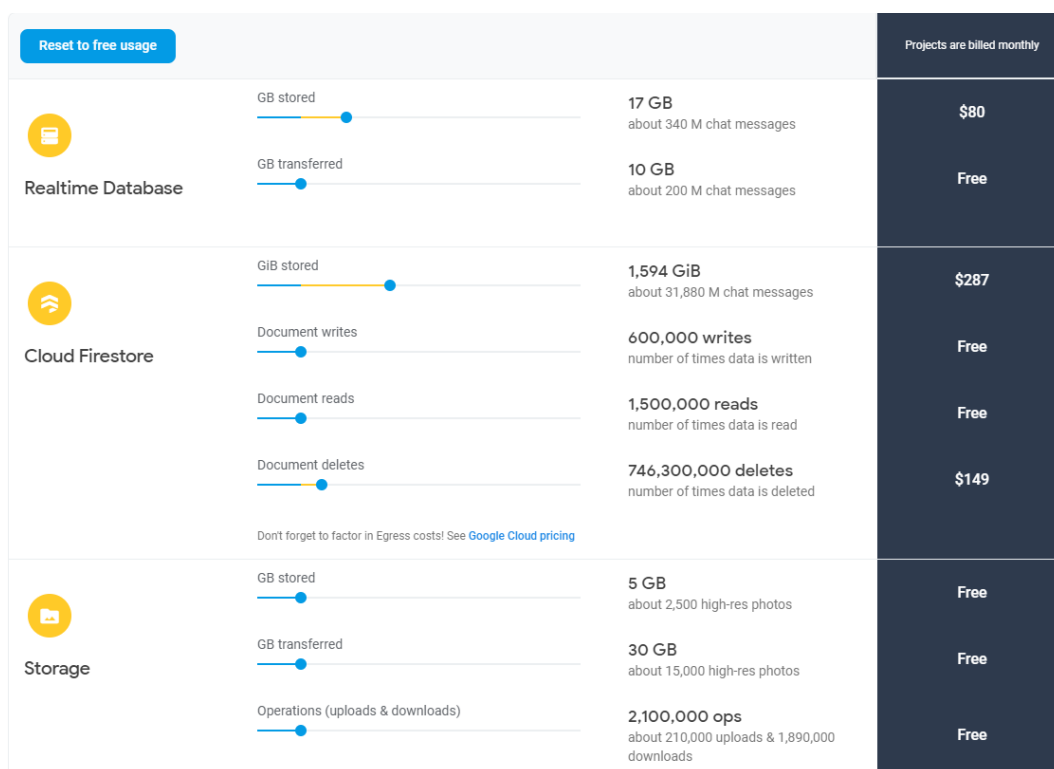 Reset to free usage
Projects are billed monthly
Realtime Database
GB stored
17 GB
about 340 M chat messages
$80
GB transferred
10 GB
about 200 M chat messages
Free
Cloud Firestore
GiB stored
1,594 GiB
about 31,880 M chat messages
$287
Document writes
600,000 writes
number of times data is written
Free
Document reads
1,500,000 reads
number of times data is read
Free
Document deletes
746,300,000 deletes
number of times data is deleted
$149
Don't forget to factor in Egress costs! See Google Cloud pricing
Storage
GB stored
5 GB
about 2,500 high-res photos
Free
GB transferred
30 GB
about 15,000 high-res photos
Free
Operations (uploads & downloads)
2,100,000 ops
about 210,000 uploads & 1,890,000
downloads
Free